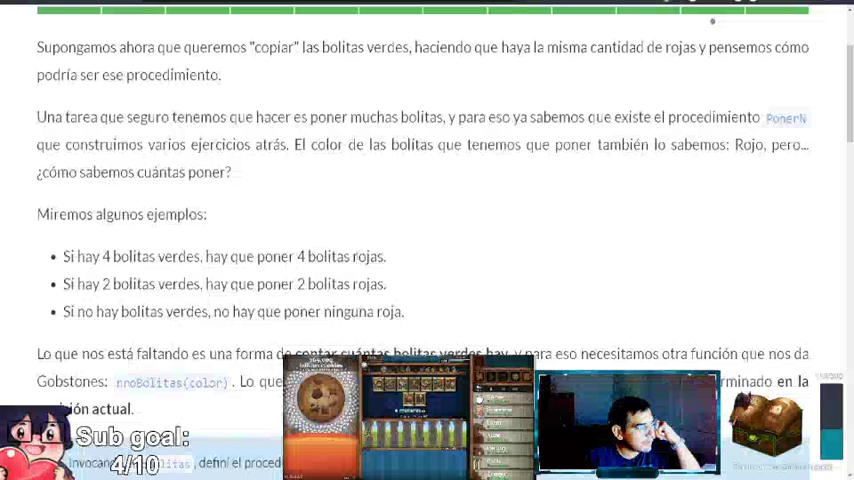 Supongamos ahora que queremos "copiar" las bolitas verdes, haciendo que haya la misma cantidad de rojas y pensemos cómo
podría ser ese procedimiento.
Una tarea que seguro tenemos que hacer es poner muchas bolitas, y para eso ya sabemos que existe el procedimiento PonerN
que construimos varios ejercicios atrás. El color de las bolitas que tenemos que poner también lo sabemos: Rojo, pero...
¿cómo sabemos cuántas poner?
Miremos algunos ejemplos:
• Si hay 4 bolitas verdes, hay que poner 4 bolitas rojas.
• Si hay 2 bolitas verdes, hay que poner 2 bolitas rojas.
• Si no hay bolitas verdes, no hay que poner ninguna roja.
Lo que nos está faltando es una forma de contar cuántas bolitas verdes hay, y para eso necesitamos otra función que nos da
Gobstones: nroBolitas(color). Lo que en la
actual.
Sub goal:
4/10
Invocando definí el proced